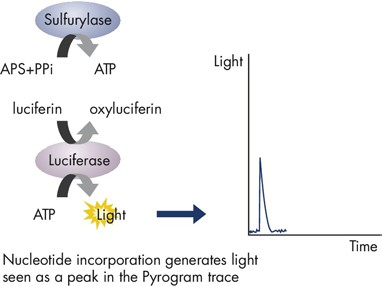 Sulfurylase
APS+PPi ATP
luciferin oxyluciferin
Luciferase
ATP Light
Light
Time
Nucleotide incorporation generates light
seen as a peak in the Pyrogram trace